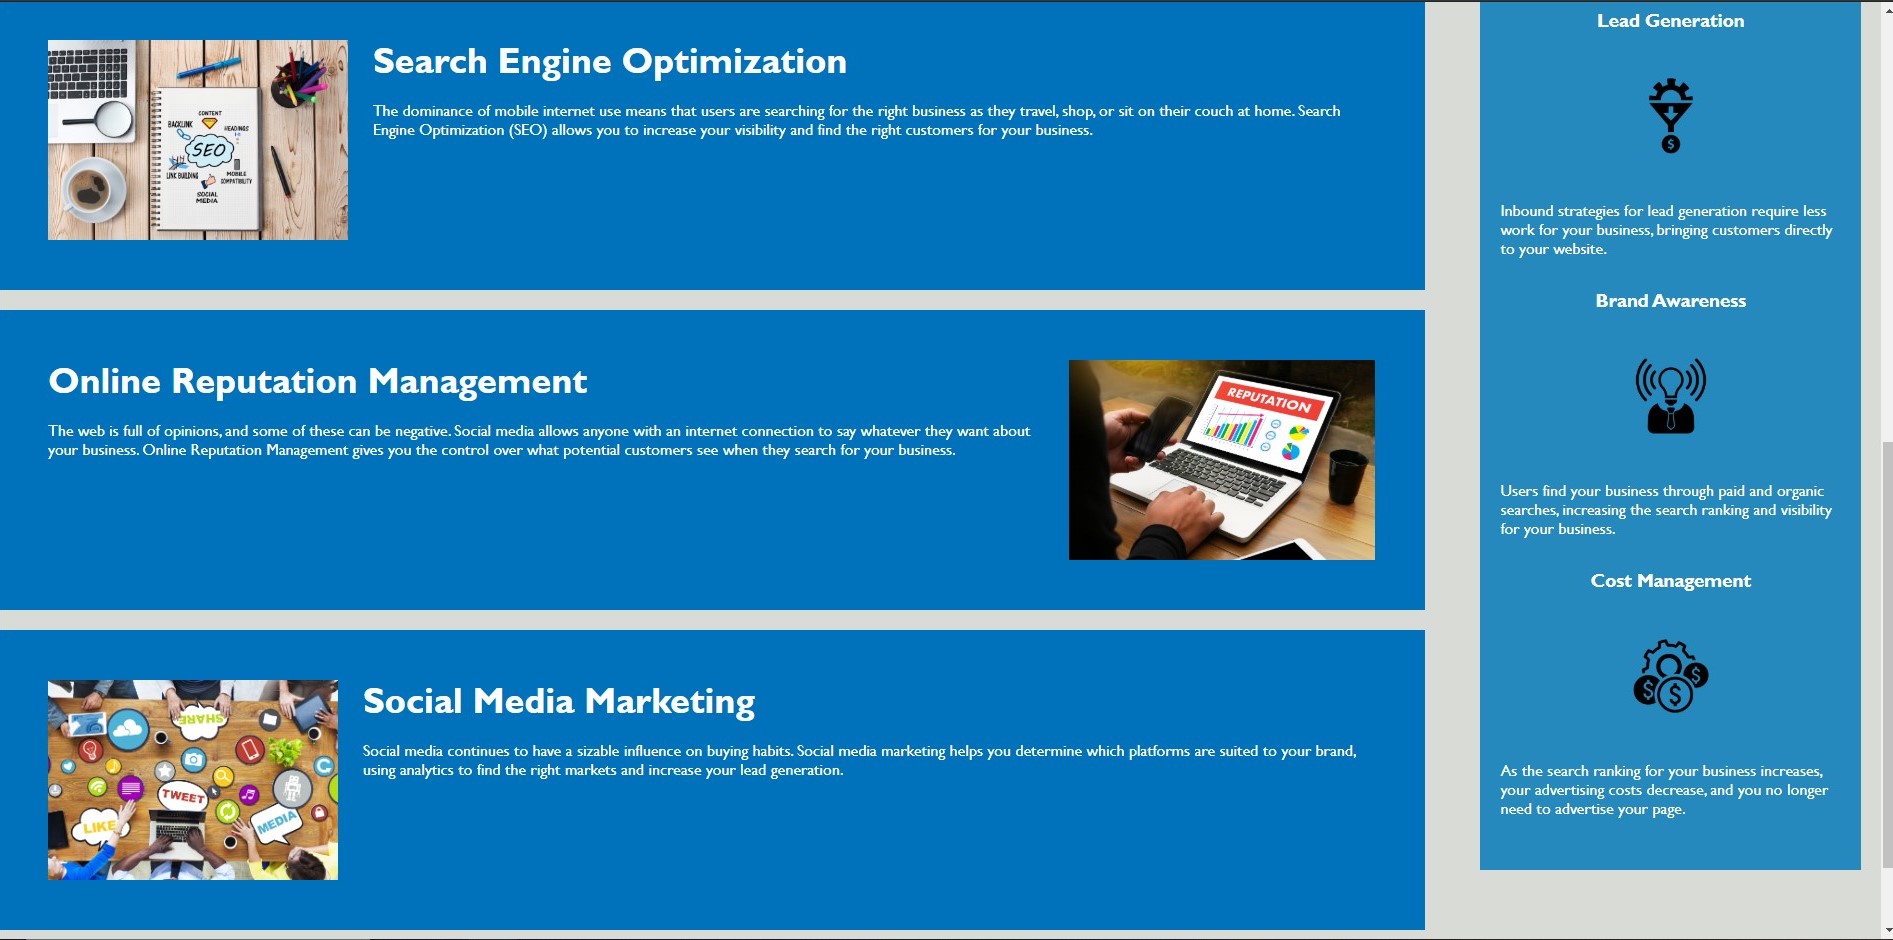 Search Engine Optimization
The dominance of mobile internet use means that users are searching for the right business as they travel, shop, or sit on their couch at home. Search
Engine Optimization (SEO) allows you to increase your visibility and find the right customers for your business.
CONTENT
BACKLINK
HEADINGS
SEO
LINK BUILDING
MOBILE
COMPATIBILITY
SOCIAL
MEDIA
Online Reputation Management
The web is full of opinions, and some of these can be negative. Social media allows anyone with an internet connection to say whatever they want about
your business. Online Reputation Management gives you the control over what potential customers see when they search for your business.
REPUTATION
Social Media Marketing
Social media continues to have a sizable influence on buying habits. Social media marketing helps you determine which platforms are suited to your brand,
using analytics to find the right markets and increase your lead generation.
SHARE
TWEET
LIKE
MEDIA
Lead Generation
$
Inbound strategies for lead generation require less
work for your business, bringing customers directly
to your website.
Brand Awareness
Users find your business through paid and organic
searches, increasing the search ranking and visibility
for your business.
Cost Management
$ $ $
As the search ranking for your business increases,
your advertising costs decrease, and you no longer
need to advertise your page.